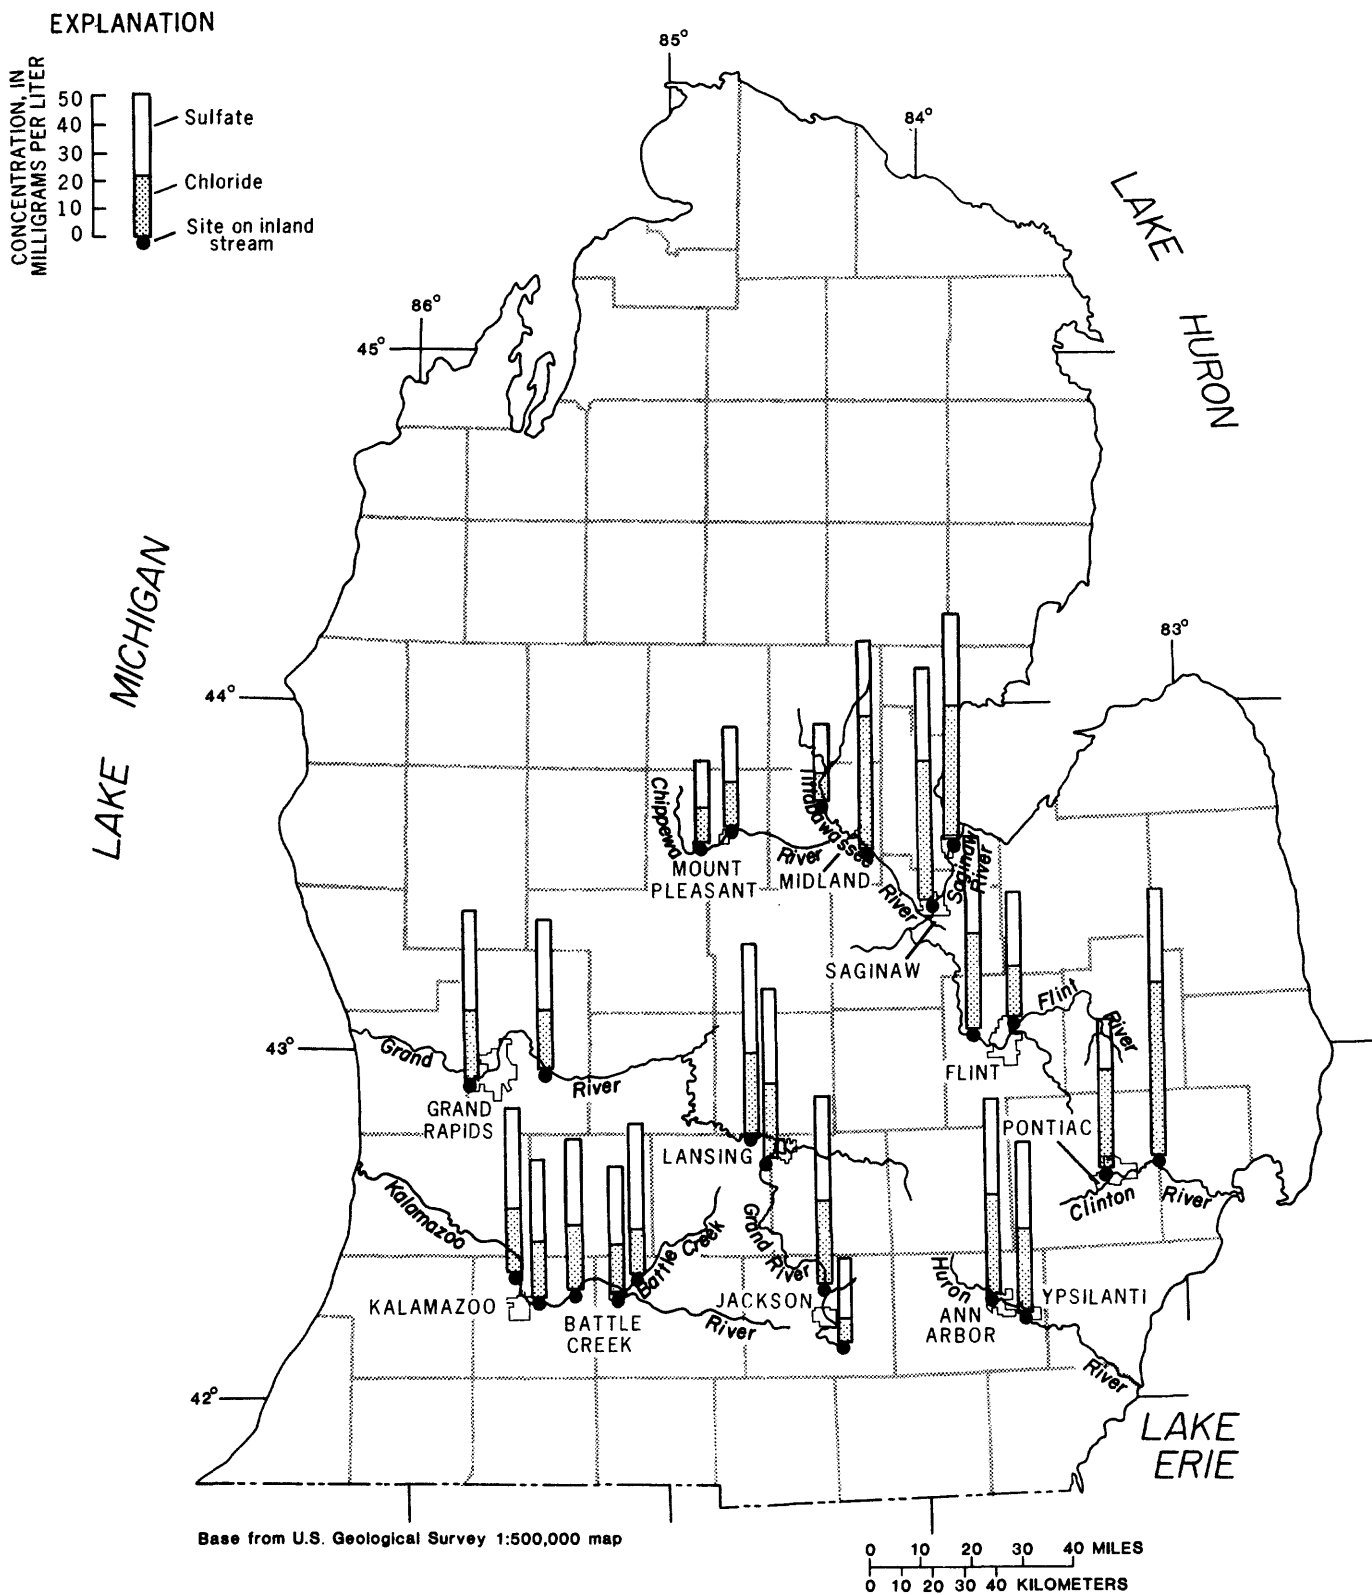 EXPLANATION
CONCENTRATION, IN
MILLIGRAMS PER LITER
50
40
30
20
10
0
Sulfate
Chloride
Site on inland
stream
85°
84°
86°
45°
LAKE HURON
LAKE MICHIGAN
83°
44°
Chippewa
River
MOUNT
PLEASANT
Tittabawassee
River
MIDLAND
Saginaw
River
SAGINAW
43°
Grand
River
GRAND
RAPIDS
Flint
River
FLINT
PONTIAC
Clinton
River
LANSING
Grand River
Kalamazoo
River
KALAMAZOO
BATTLE
CREEK
Battle Creek
JACKSON
Huron
River
ANN
ARBOR
YPSILANTI
42°
LAKE
ERIE
Base from U.S. Geological Survey 1:500,000 map
0 10 20 30 40 MILES
0 10 20 30 40 KILOMETERS